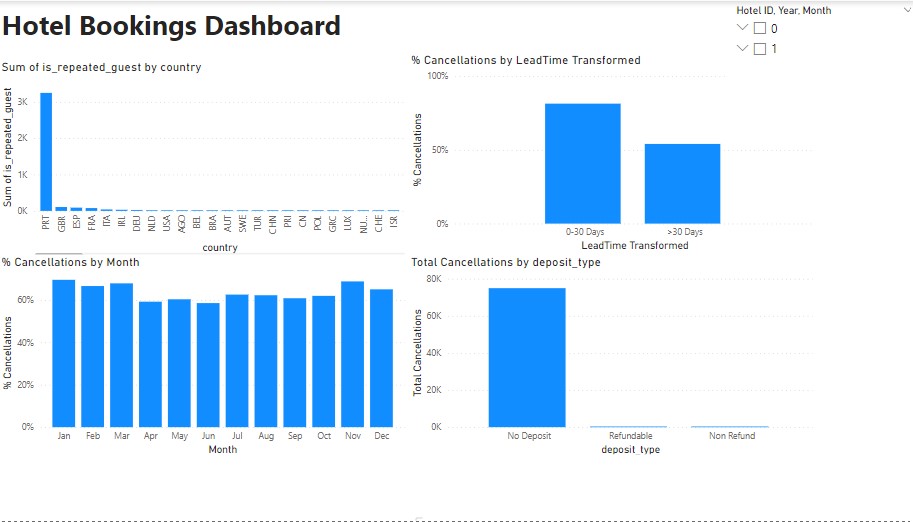 Hotel Bookings Dashboard
Hotel ID, Year, Month
0
1
Sum of is_repeated_guest by country
Sum of is_repeated_guest
3K
2K
1K
0K
PRT
GBR
ESP
FRA
ITA
IRL
DEU
NLD
USA
AGO
BEL
BRA
AUT
SWE
TUR
CHN
PRI
CN
POL
GRC
LUX
NU...
CHE
ISR
country
% Cancellations by LeadTime Transformed
% Cancellations
100%
50%
0%
0-30 Days
>30 Days
LeadTime Transformed
% Cancellations by Month
% Cancellations
60%
40%
20%
0%
Jan
Feb
Mar
Apr
May
Jun
Jul
Aug
Sep
Oct
Nov
Dec
Month
Total Cancellations by deposit_type
Total Cancellations
80K
60K
40K
20K
0K
No Deposit
Refundable
Non Refund
deposit_type